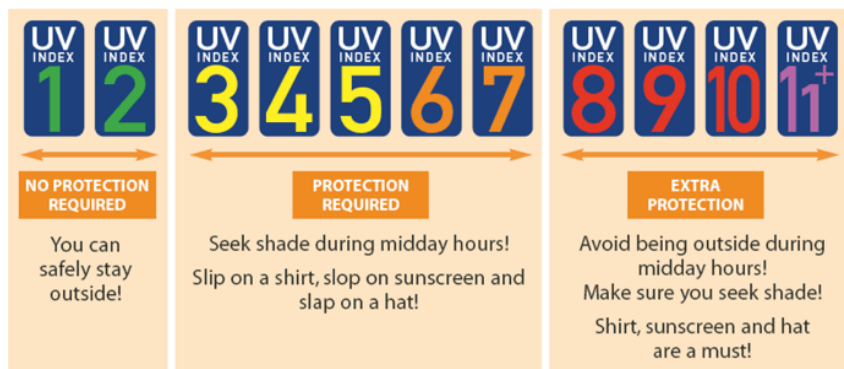 UV INDEX 1
UV INDEX 2
UV INDEX 3
UV INDEX 4
UV INDEX 5
UV INDEX 6
UV INDEX 7
UV INDEX 8
UV INDEX 9
UV INDEX 10
UV INDEX 11+
NO PROTECTION
REQUIRED
You can
safely stay
outside!
PROTECTION
REQUIRED
Seek shade during midday hours!
Slip on a shirt, slop on sunscreen and
slap on a hat!
EXTRA
PROTECTION
Avoid being outside during
midday hours!
Make sure you seek shade!
Shirt, sunscreen and hat
are a must!